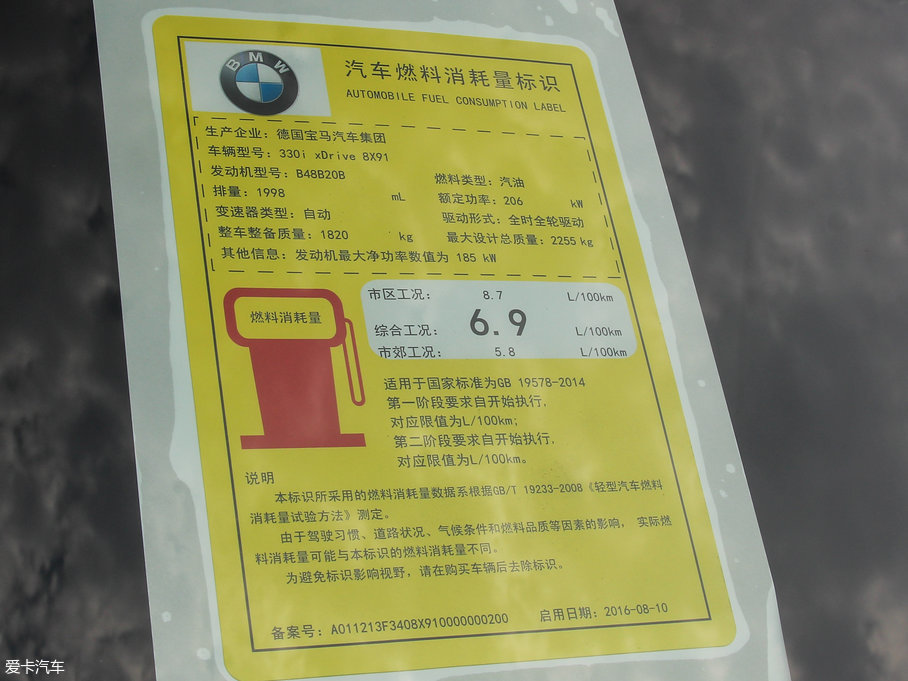 BMW
汽车燃料消耗量标识
AUTOMOBILE FUEL CONSUMPTION LABEL
生产企业：德国宝马汽车集团
车辆型号：330i xDrive 8X91
发动机型号：B48B20B 燃料类型：汽油
排量：1998 mL 额定功率：206 kW
变速器类型：自动 驱动形式：全时全轮驱动
整车整备质量：1820 kg 最大设计总质量：2255 kg
其他信息：发动机最大净功率数值为 185 kW
燃料消耗量
市区工况： 8.7 L/100km
综合工况： 6.9 L/100km
市郊工况： 5.8 L/100km
适用于国家标准为GB 19578-2014
第一阶段要求自开始执行,
对应限值为L/100km;
第二阶段要求自开始执行,
对应限值为L/100km。
说明
本标识所采用的燃料消耗量数据系根据GB/T 19233-2008《轻型汽车燃料
消耗量试验方法》测定。
由于驾驶习惯、道路状况、气候条件和燃料品质等因素的影响， 实际燃
料消耗量可能与本标识的燃料消耗量不同。
为避免标识影响视野，请在购买车辆后去除标识。
备案号：A011213F3408X910000000200 启用日期：2016-08-10
爱卡汽车